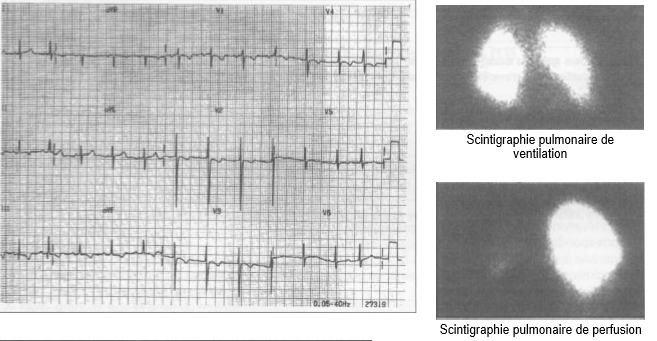 aVR V1 V4
II aVL V2 V5
III aVF V3 V6
0.05-40Hz 27319
Scintigraphie pulmonaire de
ventilation
Scintigraphie pulmonaire de perfusion